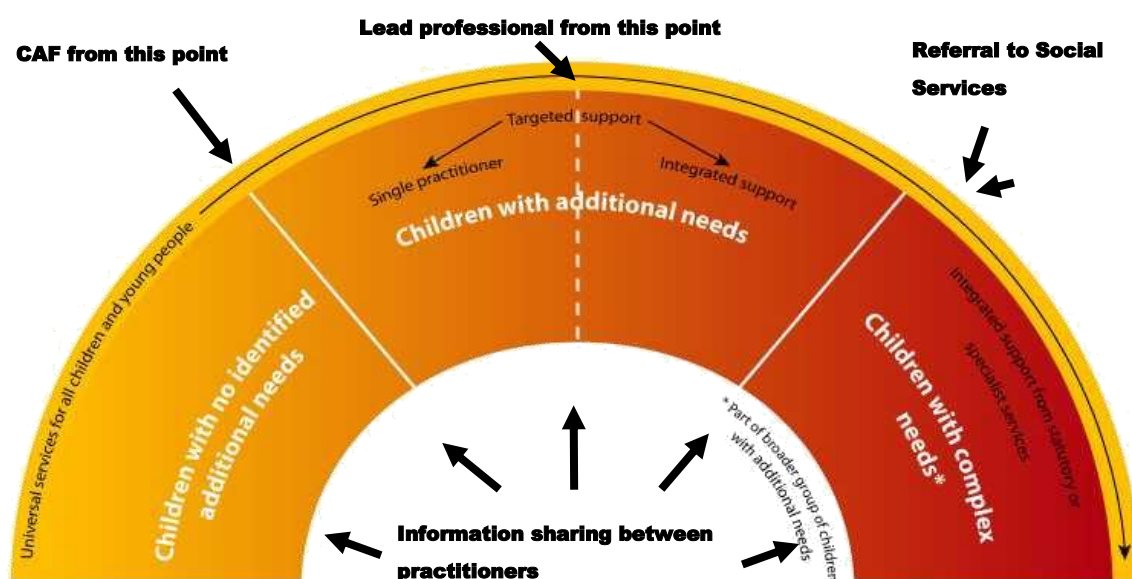 Lead professional from this point
CAF from this point
Referral to Social
Services
Targeted support
Single practitioner
Integrated support
Children with additional needs
Universal services for all children and young people
Children with no identified
additional needs
Children with complex
needs*
Integrated support from statutory or
specialist services
* Part of broader group of children
with additional needs
Information sharing between
practitioners